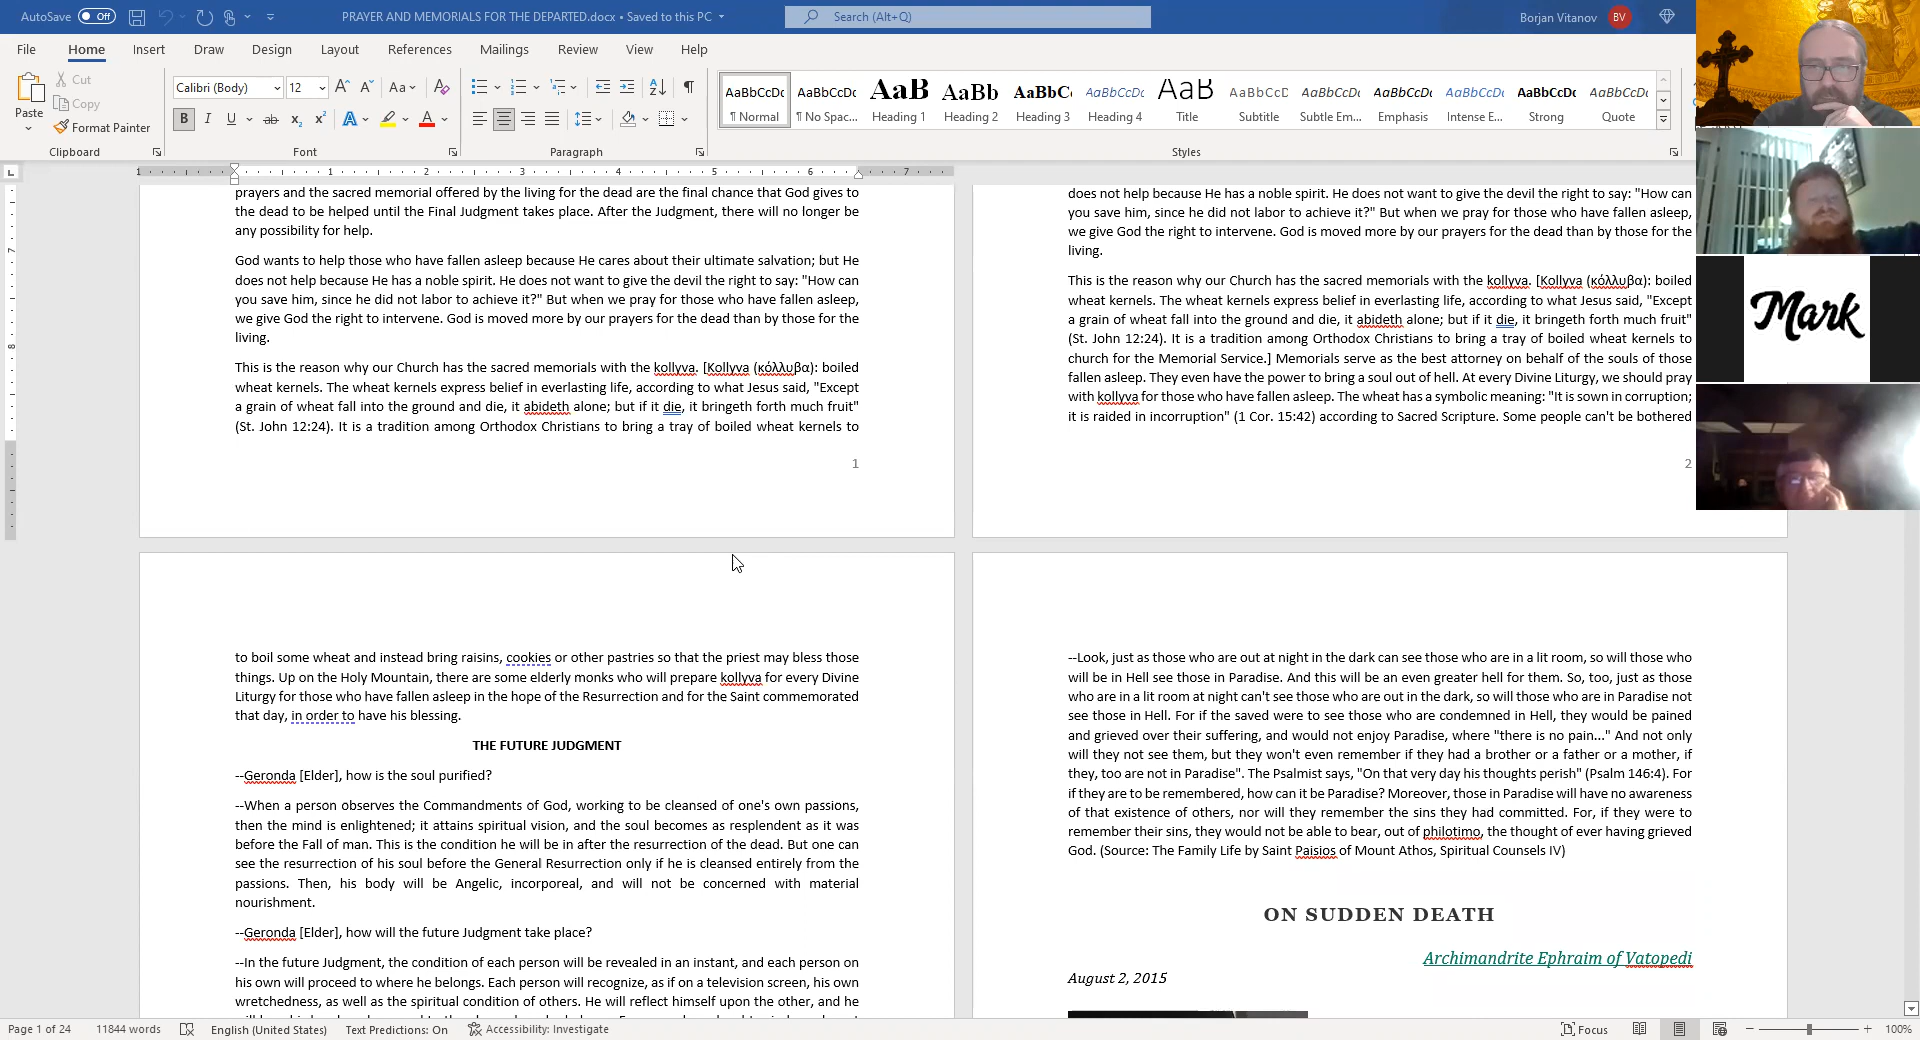 AutoSave Off PRAYER AND MEMORIALS FOR THE DEPARTED.docx • Saved to this PC Search (Alt+Q) Borjan Vitanov BV
File Home Insert Draw Design Layout References Mailings Review View Help
Paste Cut Copy Format Painter
Calibri (Body) 12
AaBbCcDc AaBbCcDc AaB AaBb AaBbC AaBbCcDc AaB AaBbCcD AaBbCcDc AaBbCcDc AaBbCcDc AaBbCcDc AaBbCcDc
¶ Normal ¶ No Spac... Heading 1 Heading 2 Heading 3 Heading 4 Title Subtitle Subtle Em... Emphasis Intense E... Strong Quote
Clipboard Font Paragraph Styles
1 1 2 3 4 5 6 7
prayers and the sacred memorial offered by the living for the dead are the final chance that God gives to
the dead to be helped until the Final Judgment takes place. After the Judgment, there will no longer be
any possibility for help.
God wants to help those who have fallen asleep because He cares about their ultimate salvation; but He
does not help because He has a noble spirit. He does not want to give the devil the right to say: "How can
you save him, since he did not labor to achieve it?" But when we pray for those who have fallen asleep,
we give God the right to intervene. God is moved more by our prayers for the dead than by those for the
living.
This is the reason why our Church has the sacred memorials with the kollyva. [Kollyva (κόλλυβα): boiled
wheat kernels. The wheat kernels express belief in everlasting life, according to what Jesus said, "Except
a grain of wheat fall into the ground and die, it abideth alone; but if it die, it bringeth forth much fruit"
(St. John 12:24). It is a tradition among Orthodox Christians to bring a tray of boiled wheat kernels to
1
does not help because He has a noble spirit. He does not want to give the devil the right to say: "How can
you save him, since he did not labor to achieve it?" But when we pray for those who have fallen asleep,
we give God the right to intervene. God is moved more by our prayers for the dead than by those for the
living.
This is the reason why our Church has the sacred memorials with the kollyva. [Kollyva (κόλλυβα): boiled
wheat kernels. The wheat kernels express belief in everlasting life, according to what Jesus said, "Except
a grain of wheat fall into the ground and die, it abideth alone; but if it die, it bringeth forth much fruit"
(St. John 12:24). It is a tradition among Orthodox Christians to bring a tray of boiled wheat kernels to
church for the Memorial Service.] Memorials serve as the best attorney on behalf of the souls of those
fallen asleep. They even have the power to bring a soul out of hell. At every Divine Liturgy, we should pray
with kollyva for those who have fallen asleep. The wheat has a symbolic meaning: "It is sown in corruption;
it is raided in incorruption" (1 Cor. 15:42) according to Sacred Scripture. Some people can't be bothered
2
Mark
to boil some wheat and instead bring raisins, cookies or other pastries so that the priest may bless those
things. Up on the Holy Mountain, there are some elderly monks who will prepare kollyva for every Divine
Liturgy for those who have fallen asleep in the hope of the Resurrection and for the Saint commemorated
that day, in order to have his blessing.
THE FUTURE JUDGMENT
--Geronda [Elder], how is the soul purified?
--When a person observes the Commandments of God, working to be cleansed of one's own passions,
then the mind is enlightened; it attains spiritual vision, and the soul becomes as resplendent as it was
before the Fall of man. This is the condition he will be in after the resurrection of the dead. But one can
see the resurrection of his soul before the General Resurrection only if he is cleansed entirely from the
passions. Then, his body will be Angelic, incorporeal, and will not be concerned with material
nourishment.
--Geronda [Elder], how will the future Judgment take place?
--In the future Judgment, the condition of each person will be revealed in an instant, and each person on
his own will proceed to where he belongs. Each person will recognize, as if on a television screen, his own
wretchedness, as well as the spiritual condition of others. He will reflect himself upon the other, and he
--Look, just as those who are out at night in the dark can see those who are in a lit room, so will those who
will be in Hell see those in Paradise. And this will be an even greater hell for them. So, too, just as those
who are in a lit room at night can't see those who are out in the dark, so will those who are in Paradise not
see those in Hell. For if the saved were to see those who are condemned in Hell, they would be pained
and grieved over their suffering, and would not enjoy Paradise, where "there is no pain..." And not only
will they not see them, but they won't even remember if they had a brother or a father or a mother, if
they, too are not in Paradise". The Psalmist says, "On that very day his thoughts perish" (Psalm 146:4). For
if they are to be remembered, how can it be Paradise? Moreover, those in Paradise will have no awareness
of that existence of others, nor will they remember the sins they had committed. For, if they were to
remember their sins, they would not be able to bear, out of philotimo, the thought of ever having grieved
God. (Source: The Family Life by Saint Paisios of Mount Athos, Spiritual Counsels IV)
ON SUDDEN DEATH
Archimandrite Ephraim of Vatopedi
August 2, 2015
Page 1 of 24 11844 words English (United States) Text Predictions: On Accessibility: Investigate Focus 100%